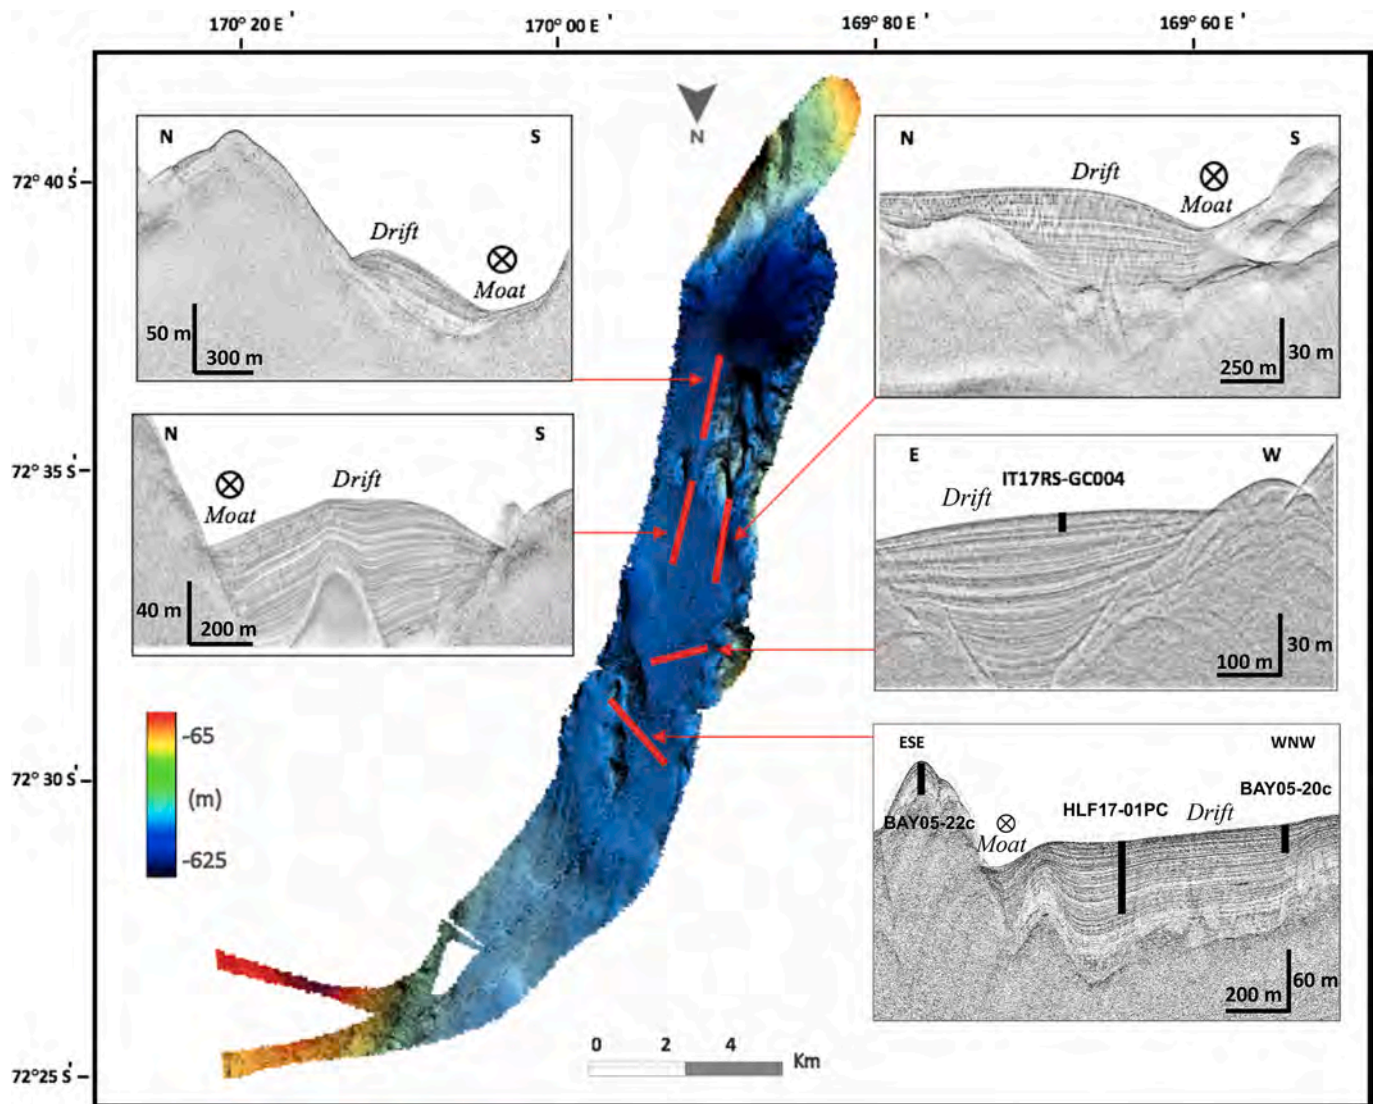 170° 20 E '
170° 00 E '
169° 80 E '
169° 60 E '
72° 40 S'
72° 35 S'
72° 30 S'
72° 25 S'
N
N
S
Drift
Moat
50 m
300 m
N
S
Drift
Moat
30 m
250 m
N
S
Drift
Moat
40 m
200 m
E
W
IT17RS-GC004
Drift
30 m
100 m
-65
(m)
-625
ESE
WNW
BAY05-20c
HLF17-01PC
Drift
BAY05-22c
Moat
60 m
200 m
0 2 4
Km